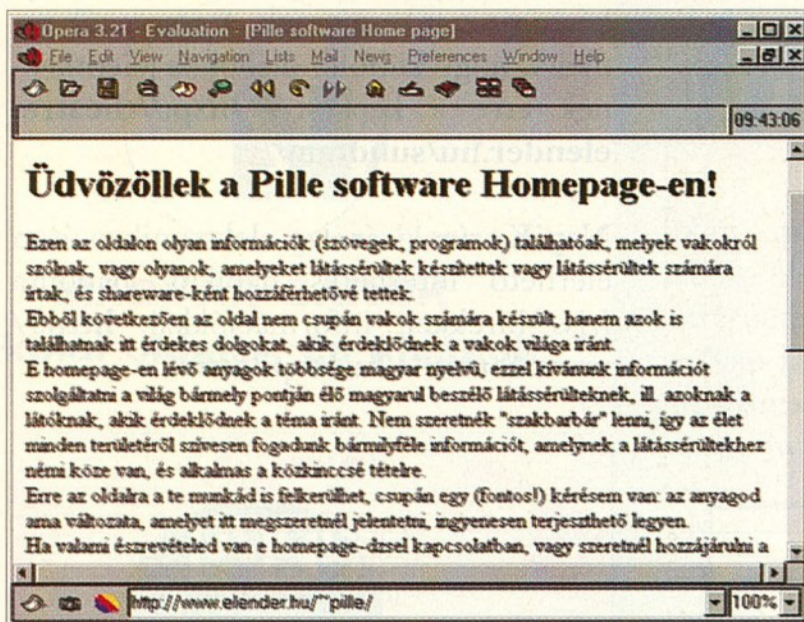 Opera 3.21 - Evaluation - [Pille software Home page]
File Edit View Navigation Lists Mail News Preferences Window Help
09:43:06
Üdvözöllek a Pille software Homepage-en!
Ezen az oldalon olyan információk (szövegek, programok) találhatóak, melyek vakokról
szólnak, vagy olyanok, amelyeket látássérültek készítettek vagy látássérültek számára
írtak, és shareware-ként hozzáférhetővé tettek.
Ebből következően az oldal nem csupán vakok számára készült, hanem azok is
találhatnak itt érdekes dolgokat, akik érdeklődnek a vakok világa iránt.
E homepage-en lévő anyagok többsége magyar nyelvű, ezzel kívánunk információt
szolgáltatni a világ bármely pontján élő magyarul beszélő látássérülteknek, ill. azoknak a
látóknak, akik érdeklődnek a téma iránt. Nem szeretnék "szakbarbár" lenni, így az élet
minden területéről szívesen fogadunk bármilyféle információt, amelynek a látássérültekhez
némi köze van, és alkalmas a közkinccsé tételre.
Erre az oldalra a te munkád is felkerülhet, csupán egy (fontos!) kérésem van: az anyagod
ama változata, amelyet itt megszeretnél jelentetni, ingyenesen terjeszthető legyen.
Ha valami észrevételed van e homepage-dzsel kapcsolatban, vagy szeretnél hozzájárulni a
http://www.elender.hu/~pille/
100%